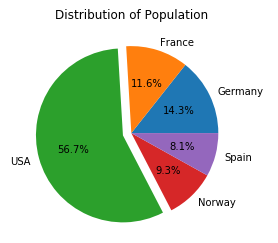 Distribution of Population
France
11.6%
Germany
14.3%
56.7%
8.1%
USA
Spain
9.3%
Norway